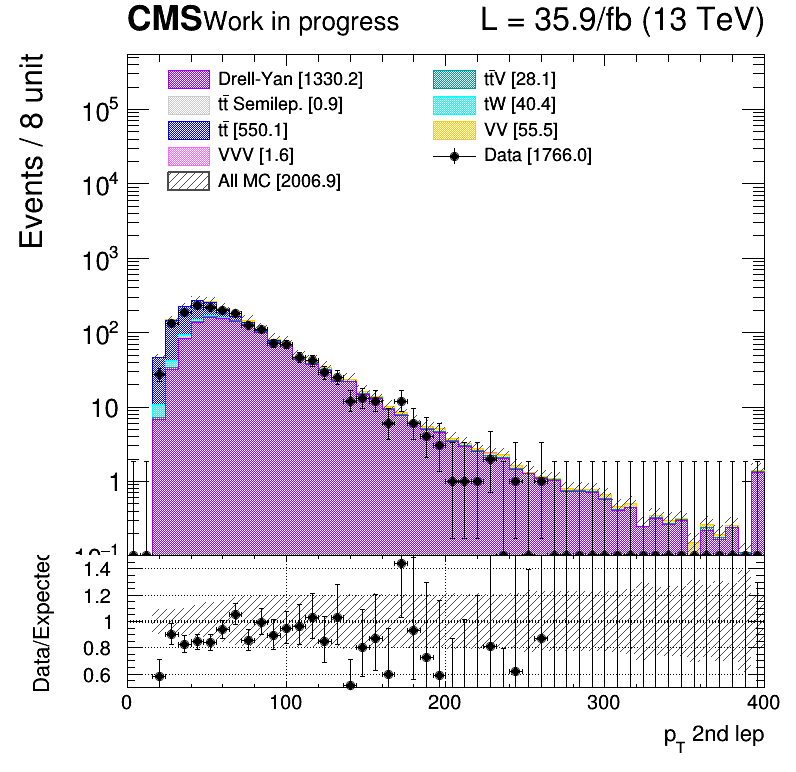 CMS Work in progress L = 35.9/fb (13 TeV)
Events / 8 unit
Drell-Yan [1330.2]
tt̄ Semilep. [0.9]
tt̄ [550.1]
VVV [1.6]
All MC [2006.9]
tt̄V [28.1]
tW [40.4]
VV [55.5]
Data [1766.0]
10⁵
10⁴
10³
10²
10
1
10⁻¹
Data/Expected
1.4
1.2
1
0.8
0.6
0 100 200 300 400
p_T 2nd lep